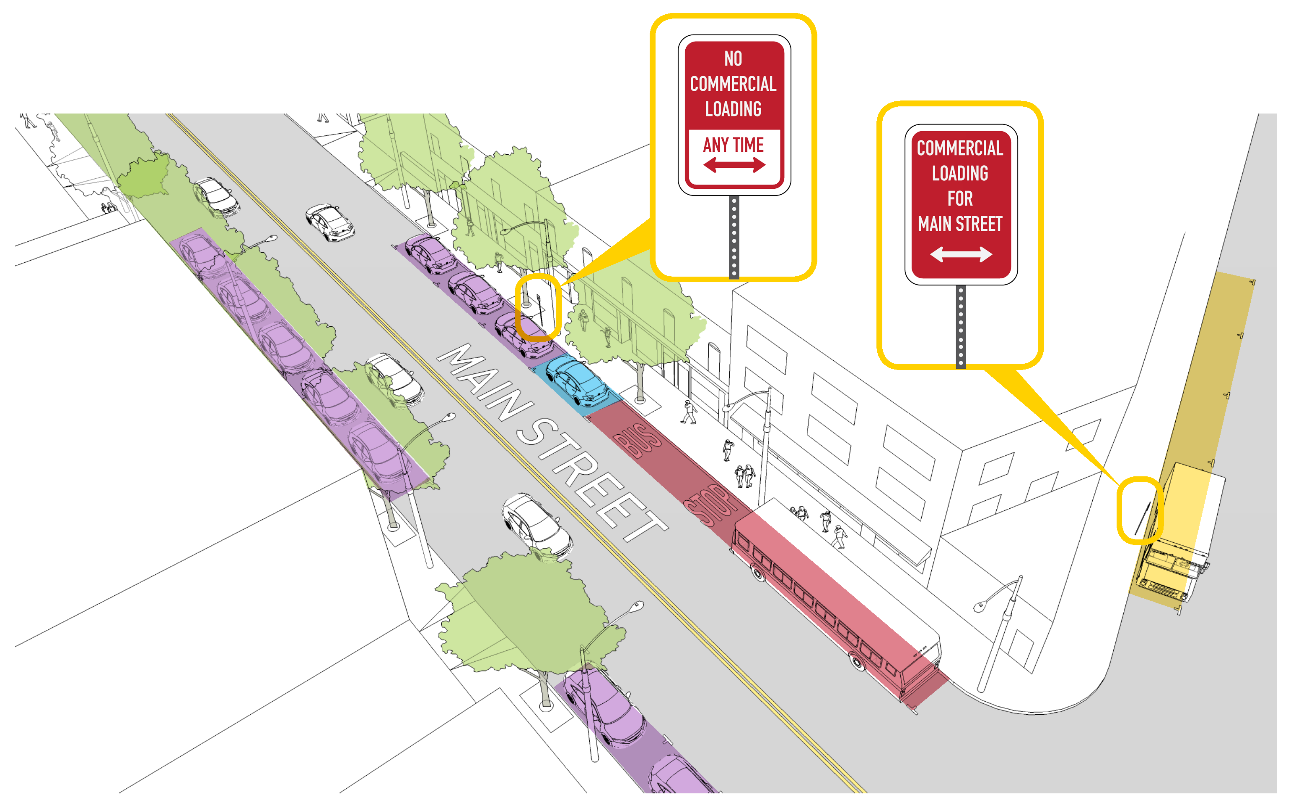 NO
COMMERCIAL
LOADING
ANY TIME
COMMERCIAL
LOADING
FOR
MAIN STREET
MAIN STREET
BUS
STOP